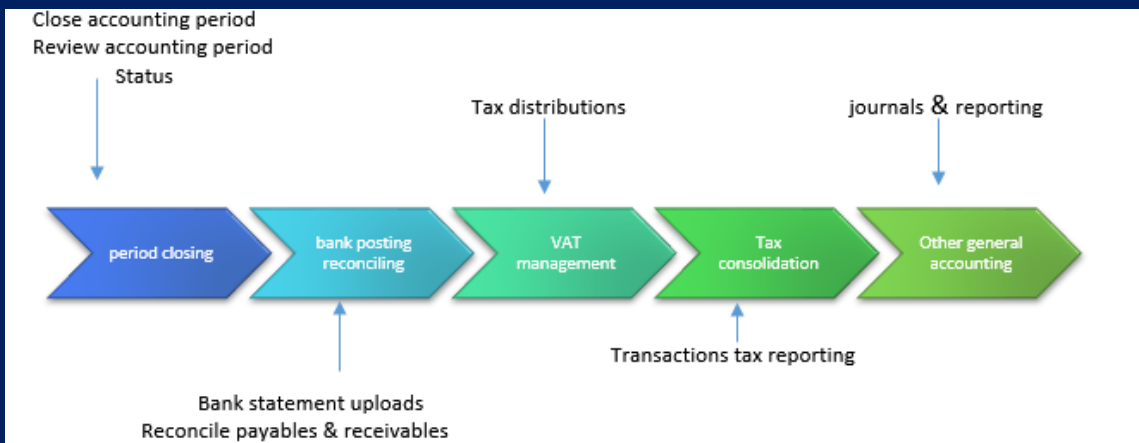 Close accounting period
Review accounting period
Status
Tax distributions
journals & reporting
period closing
bank posting
reconciling
VAT
management
Tax
consolidation
Other general
accounting
Transactions tax reporting
Bank statement uploads
Reconcile payables & receivables